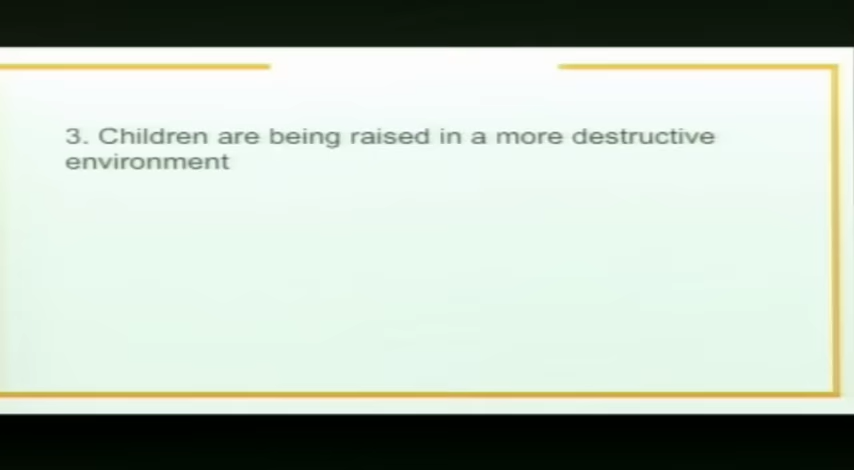 3. Children are being raised in a more destructive
environment